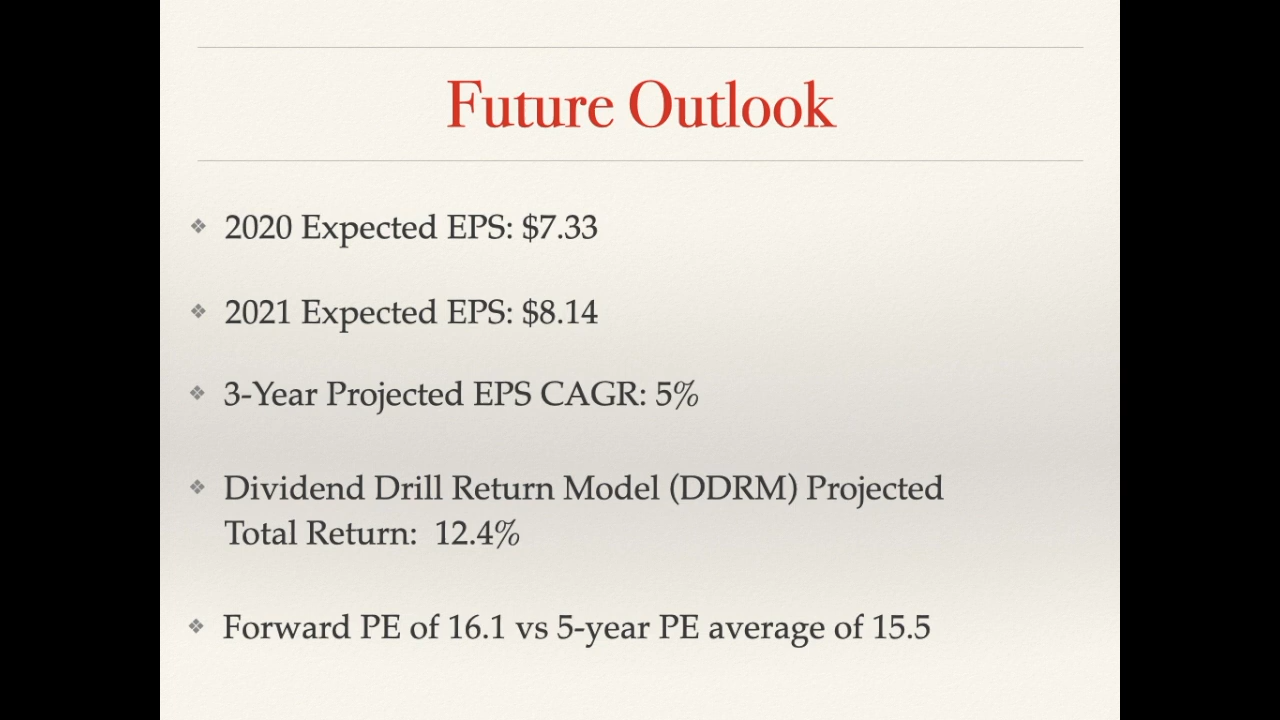 Future Outlook
❖ 2020 Expected EPS: $7.33
❖ 2021 Expected EPS: $8.14
❖ 3-Year Projected EPS CAGR: 5%
❖ Dividend Drill Return Model (DDRM) Projected
Total Return: 12.4%
❖ Forward PE of 16.1 vs 5-year PE average of 15.5